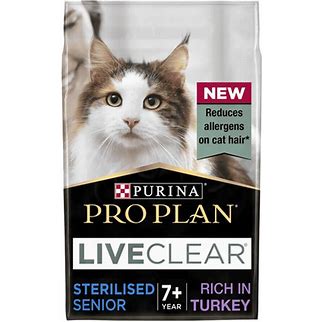 NEW
Reduces
allergens
on cat hair*
PURINA
PRO PLAN®
LIVECLEAR®
STERILISED
SENIOR
7+
YEAR
RICH IN
TURKEY